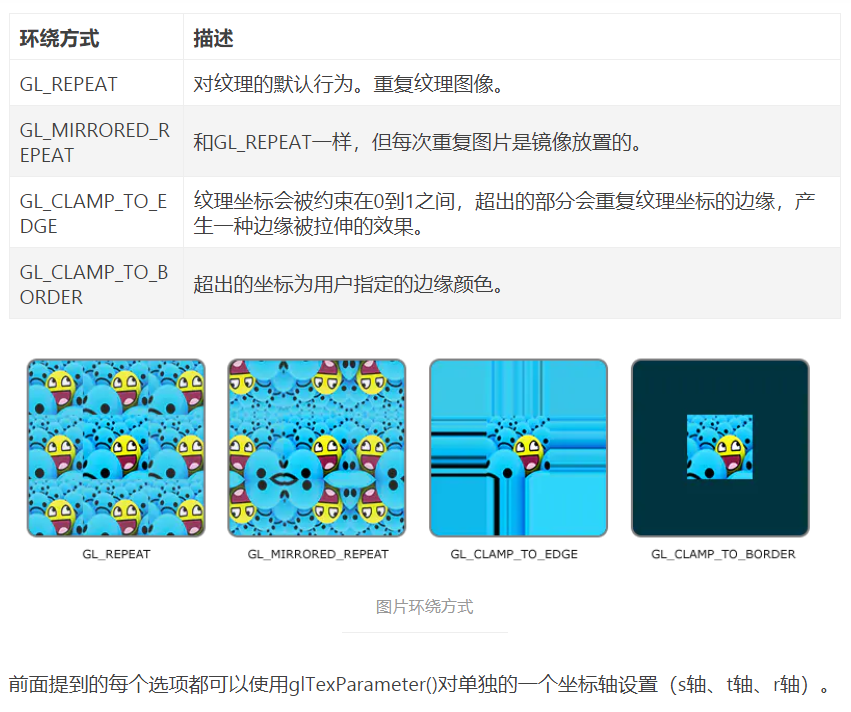 环绕方式 描述
GL_REPEAT 对纹理的默认行为。重复纹理图像。
GL_MIRRORED_R
EPEAT
和GL_REPEAT一样，但每次重复图片是镜像放置的。
GL_CLAMP_TO_E
DGE
纹理坐标会被约束在0到1之间，超出的部分会重复纹理坐标的边缘，产
生一种边缘被拉伸的效果。
GL_CLAMP_TO_B
ORDER
超出的坐标为用户指定的边缘颜色。
GL_REPEAT GL_MIRRORED_REPEAT GL_CLAMP_TO_EDGE GL_CLAMP_TO_BORDER
图片环绕方式
前面提到的每个选项都可以使用glTexParameter()对单独的一个坐标轴设置（s轴、t轴、r轴）。